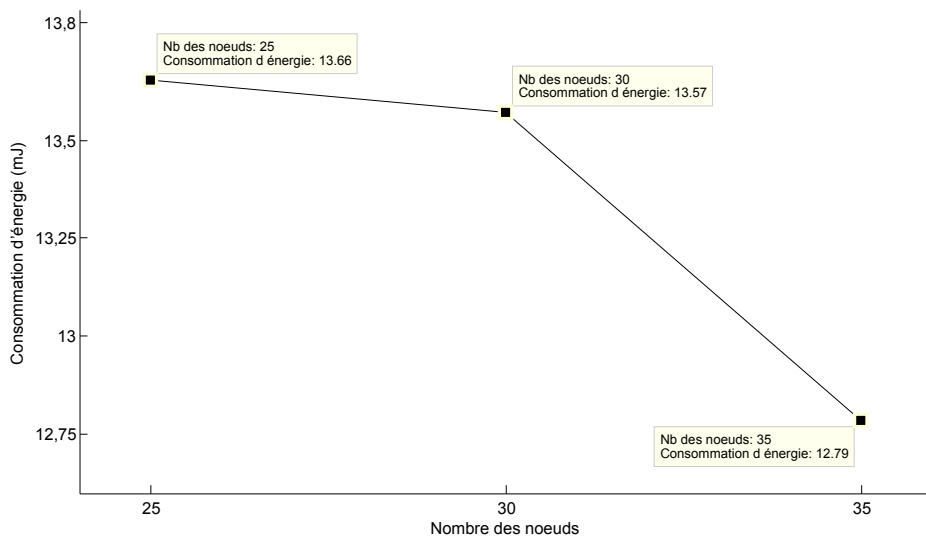 13,8
Nb des noeuds: 25
Consommation d énergie: 13.66
Nb des noeuds: 30
Consommation d énergie: 13.57
13,5
13,25
Consommation d'énergie (mJ)
13
12,75
Nb des noeuds: 35
Consommation d énergie: 12.79
25
30
35
Nombre des noeuds